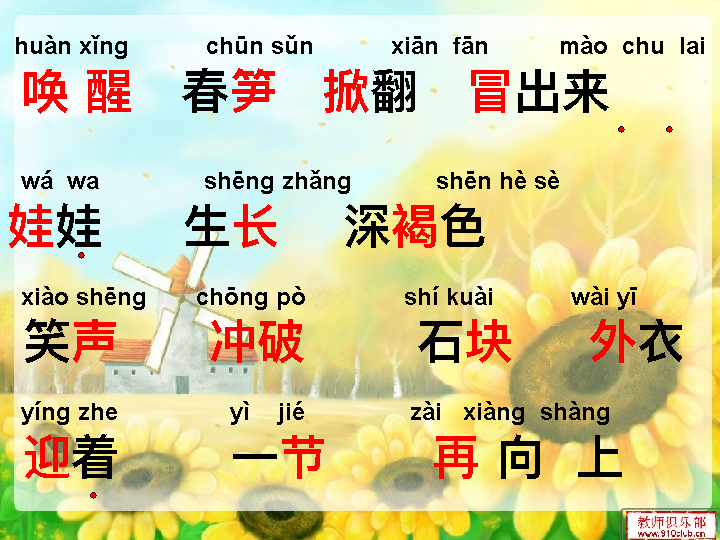 huàn xǐng chūn sǔn xiān fān mào chu lai
唤醒 春笋 掀翻 冒出来
wá wa shēng zhǎng shēn hè sè
娃娃 生长 深褐色
xiào shēng chōng pò shí kuài wài yī
笑声 冲破 石块 外衣
yíng zhe yì jié zài xiàng shàng
迎着 一节 再向上
教师俱乐部
www.910club.cn